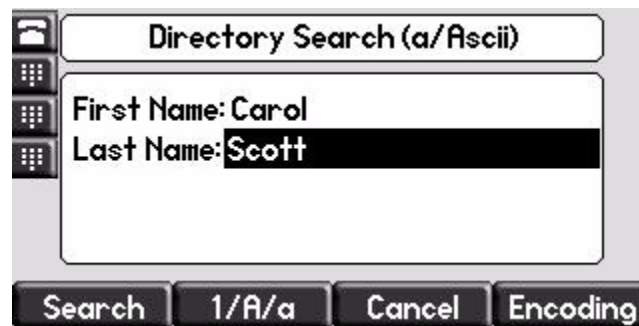 Directory Search (a/Ascii)
First Name: Carol
Last Name: Scott
Search 1/A/a Cancel Encoding